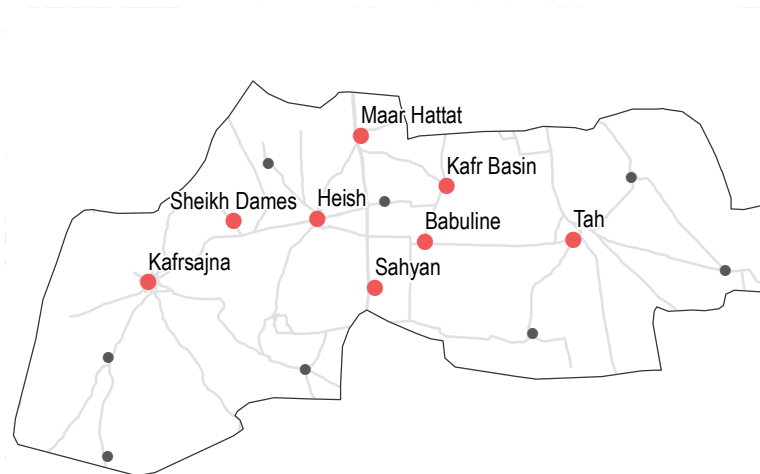 Maar Hattat
Kafr Basin
Sheikh Dames
Heish
Babuline
Tah
Kafrsajna
Sahyan